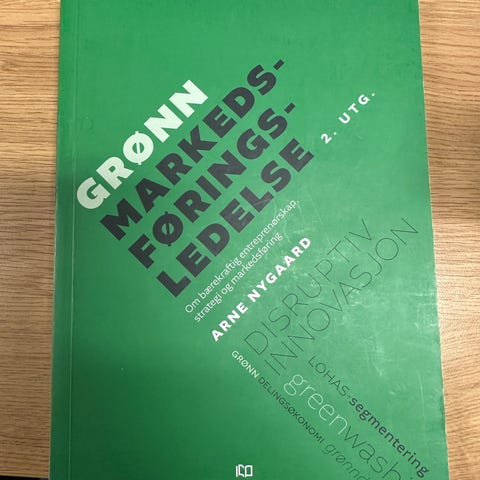 GRØNN
MARKEDS-
FØRINGS-
LEDELSE
2. UTG.
Om bærekraftig entreprenørskap,
strategi og markedsføring
ARNE NYGAARD
DISRUPTIV
INNOVASJON
LOHAS-segmentering
greenwashi
GRØNN DELINGSØKONOMI